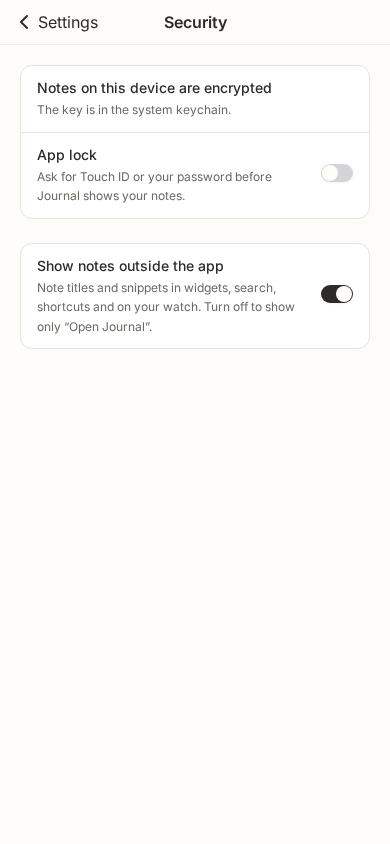 Settings
Security
Notes on this device are encrypted
The key is in the system keychain.
App lock
Ask for Touch ID or your password before
Journal shows your notes.
Show notes outside the app
Note titles and snippets in widgets, search,
shortcuts and on your watch. Turn off to show
only “Open Journal”.